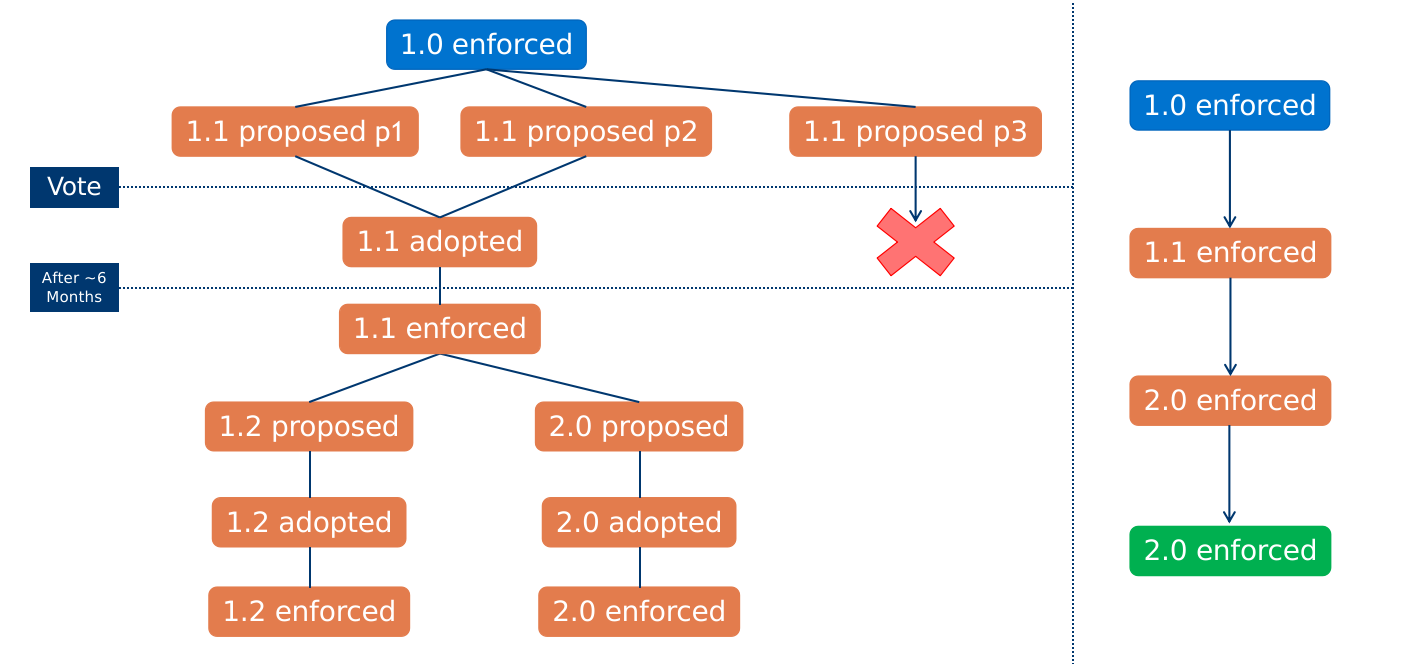 1.0 enforced
1.1 proposed p1
1.1 proposed p2
1.1 proposed p3
Vote
1.1 adopted
After ~6
Months
1.1 enforced
1.2 proposed
2.0 proposed
1.2 adopted
2.0 adopted
1.2 enforced
2.0 enforced
1.0 enforced
1.1 enforced
2.0 enforced
2.0 enforced